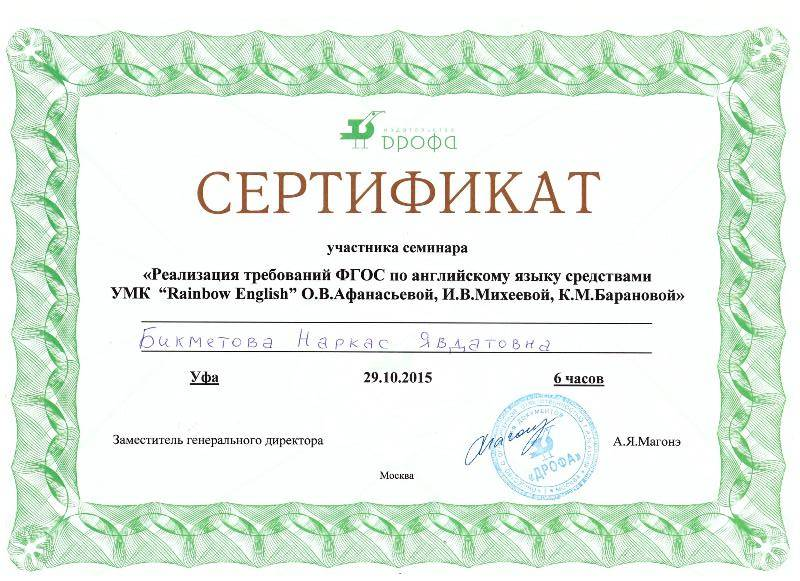 издательство
дрофа
СЕРТИФИКАТ
участника семинара
«Реализация требований ФГОС по английскому языку средствами
УМК “Rainbow English” О.В.Афанасьевой, И.В.Михеевой, К.М.Барановой»
Бикметова Наркас Явдатовна
Уфа 29.10.2015 6 часов
Заместитель генерального директора А.Я.Магонэ
«ДРОФА»
Москва